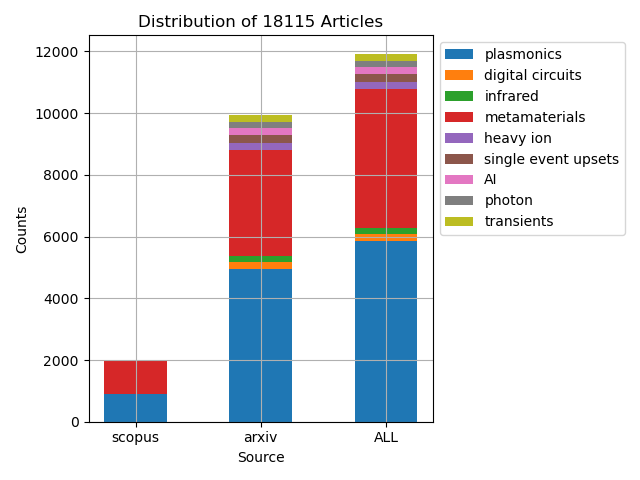 Distribution of 18115 Articles
12000
10000
8000
6000
4000
2000
0
Counts
scopus
arxiv
ALL
Source
plasmonics
digital circuits
infrared
metamaterials
heavy ion
single event upsets
AI
photon
transients